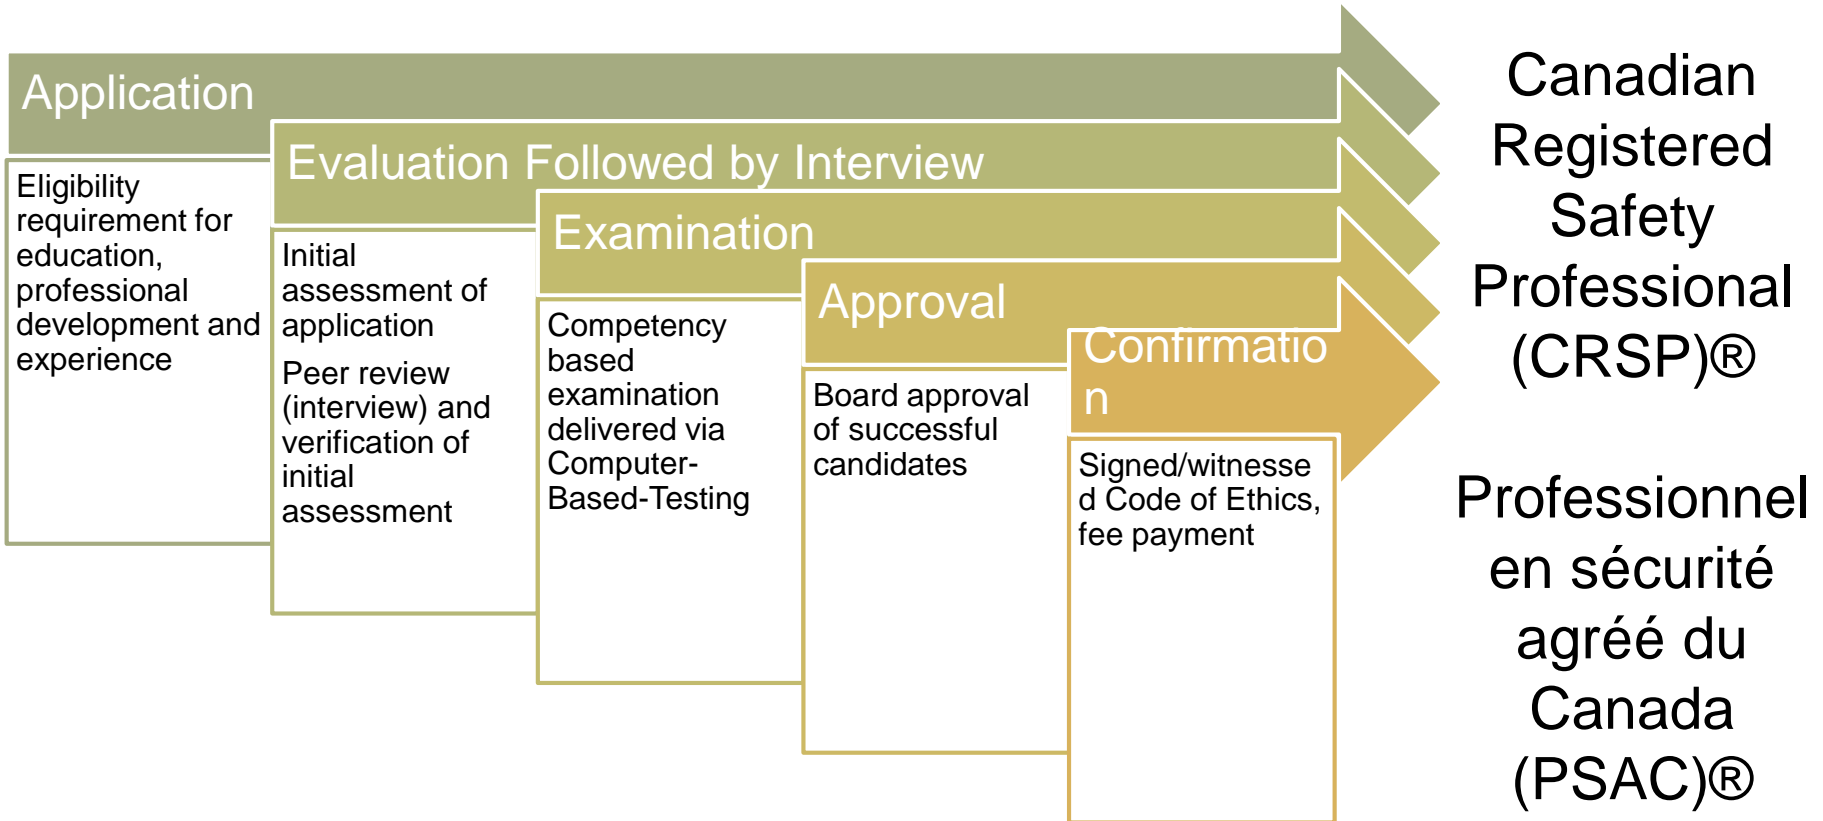 Application
Eligibility
requirement for
education,
professional
development and
experience
Evaluation Followed by Interview
Initial
assessment of
application
Peer review
(interview) and
verification of
initial
assessment
Examination
Competency
based
examination
delivered via
Computer-
Based-Testing
Approval
Board approval
of successful
candidates
Confirmatio
n
Signed/witnesse
d Code of Ethics,
fee payment
Canadian
Registered
Safety
Professional
(CRSP)®
Professionnel
en sécurité
agréé du
Canada
(PSAC)®